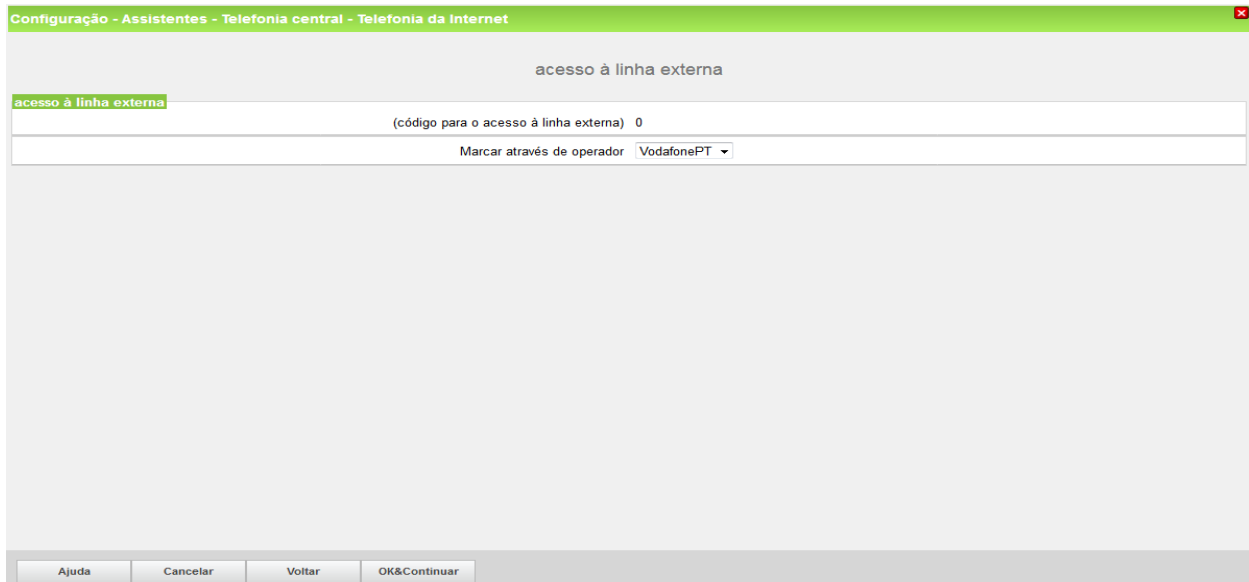 Configuração - Assistentes - Telefonia central - Telefonia da Internet
acesso à linha externa
acesso à linha externa
(código para o acesso à linha externa) 0
Marcar através de operador VodafonePT
Ajuda Cancelar Voltar OK&Continuar